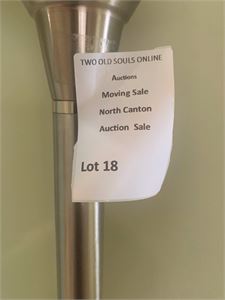 TWO OLD SOULS ONLINE
Auctions
Moving Sale
North Canton
Auction Sale
Lot 18